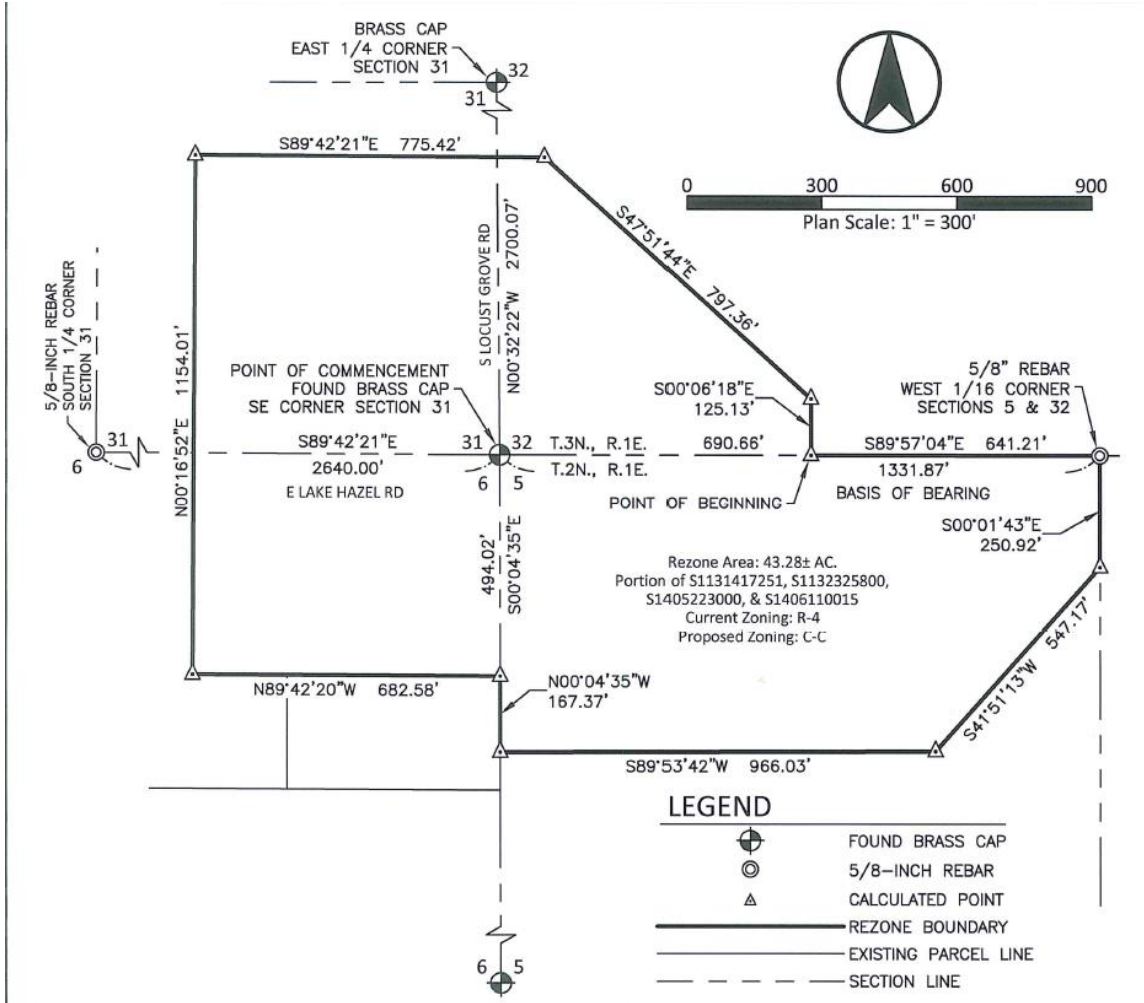 BRASS CAP
EAST 1/4 CORNER
SECTION 31
32
31
S89°42'21"E 775.42'
0 300 600 900
Plan Scale: 1" = 300'
S47°51'44"E 797.36'
S LOCUST GROVE RD
N00°32'22"W 2700.07'
5/8-INCH REBAR
SOUTH 1/4 CORNER
SECTION 31
N00°16'52"E 1154.01'
POINT OF COMMENCEMENT
FOUND BRASS CAP
SE CORNER SECTION 31
S00°06'18"E
125.13'
5/8" REBAR
WEST 1/16 CORNER
SECTIONS 5 & 32
31
6
S89°42'21"E
2640.00'
E LAKE HAZEL RD
31 32
6 5
T.3N., R.1E.
T.2N., R.1E.
690.66'
S89°57'04"E 641.21'
1331.87'
BASIS OF BEARING
POINT OF BEGINNING
494.02'
S00°04'35"E
S00°01'43"E
250.92'
Rezone Area: 43.28± AC.
Portion of S1131417251, S1132325800,
S1405223000, & S1406110015
Current Zoning: R-4
Proposed Zoning: C-C
S41°51'13"W 547.17'
N89°42'20"W 682.58'
N00°04'35"W
167.37'
S89°53'42"W 966.03'
6 5
LEGEND
FOUND BRASS CAP
5/8-INCH REBAR
CALCULATED POINT
REZONE BOUNDARY
EXISTING PARCEL LINE
SECTION LINE